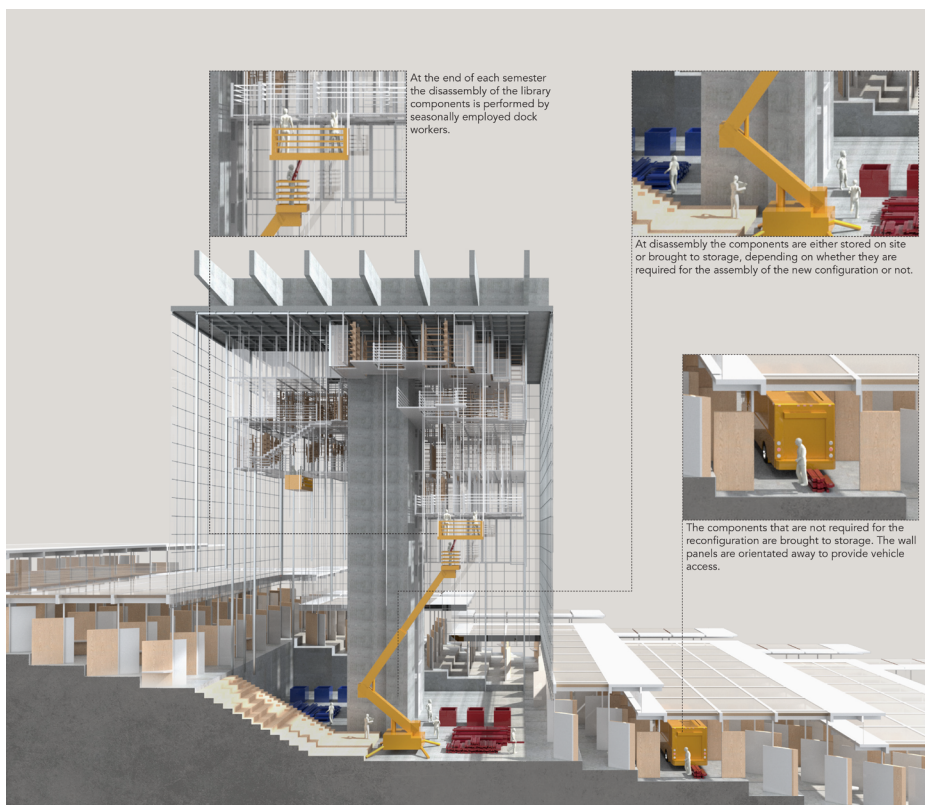 At the end of each semester
the disassembly of the library
components is performed by
seasonally employed dock
workers.
At disassembly the components are either stored on site
or brought to storage, depending on whether they are
required for the assembly of the new configuration or not.
The components that are not required for the
reconfiguration are brought to storage. The wall
panels are orientated away to provide vehicle
access.